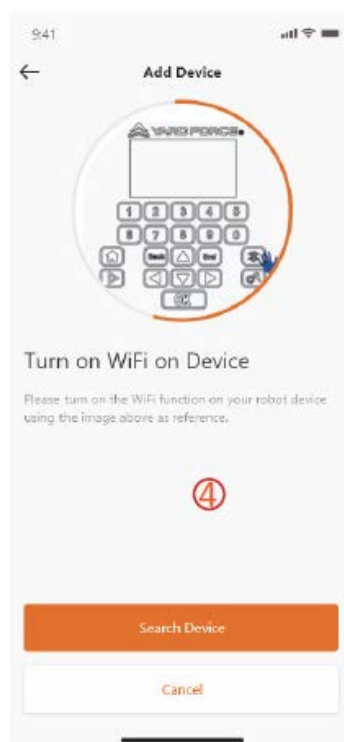 9:41
Add Device
YARD FORCE
1 2 3 4 5
6 7 8 9 0
Back
OK
Turn on WiFi on Device
Please turn on the WiFi function on your robot device
using the image above as reference.
4
Search Device
Cancel